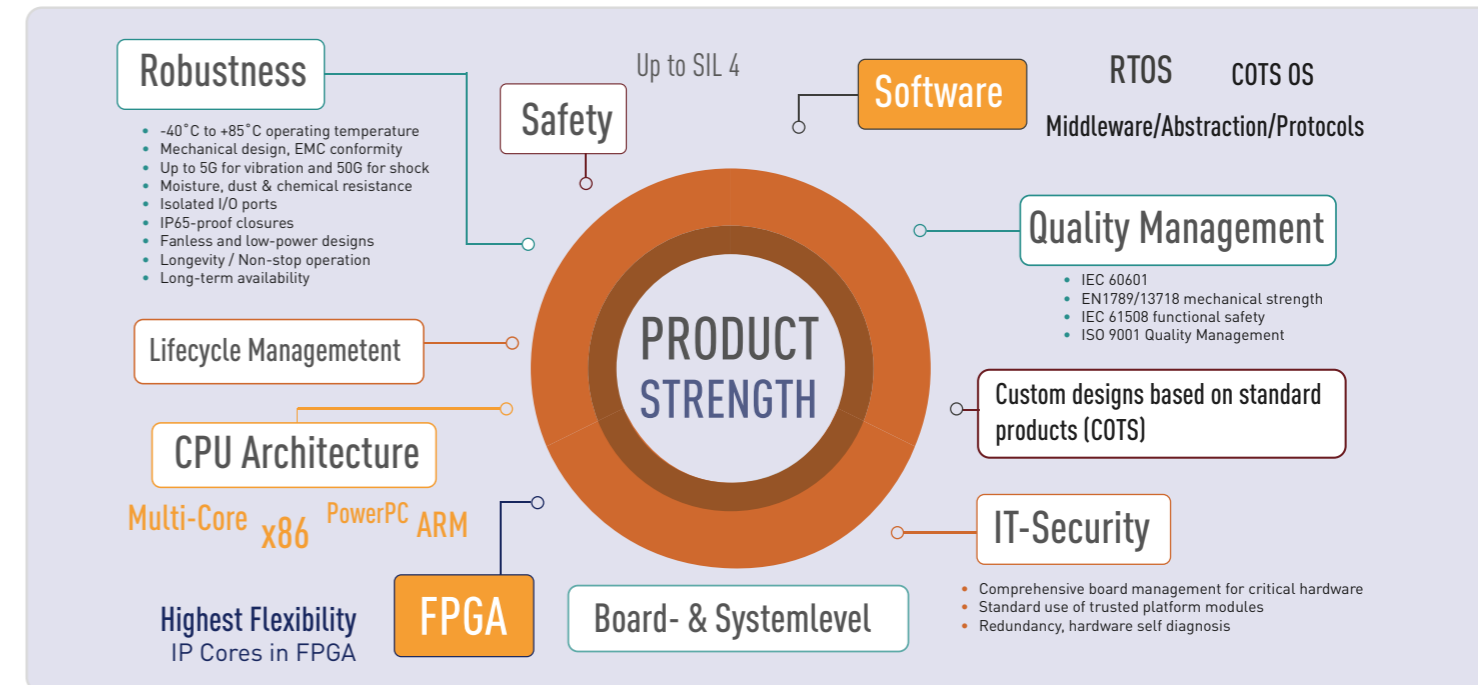 Robustness
-40˚C to +85˚C operating temperature
Mechanical design, EMC conformity
Up to 5G for vibration and 50G for shock
Moisture, dust & chemical resistance
Isolated I/O ports
IP65-proof closures
Fanless and low-power designs
Longevity / Non-stop operation
Long-term availability
Up to SIL 4
Safety
Software
RTOS
COTS OS
Middleware/Abstraction/Protocols
Quality Management
IEC 60601
EN1789/13718 mechanical strength
IEC 61508 functional safety
ISO 9001 Quality Management
PRODUCT
STRENGTH
Lifecycle Managemetent
Custom designs based on standard
products (COTS)
CPU Architecture
Multi-Core
x86
PowerPC
ARM
IT-Security
Comprehensive board management for critical hardware
Standard use of trusted platform modules
Redundancy, hardware self diagnosis
FPGA
Highest Flexibility
IP Cores in FPGA
Board- & Systemlevel